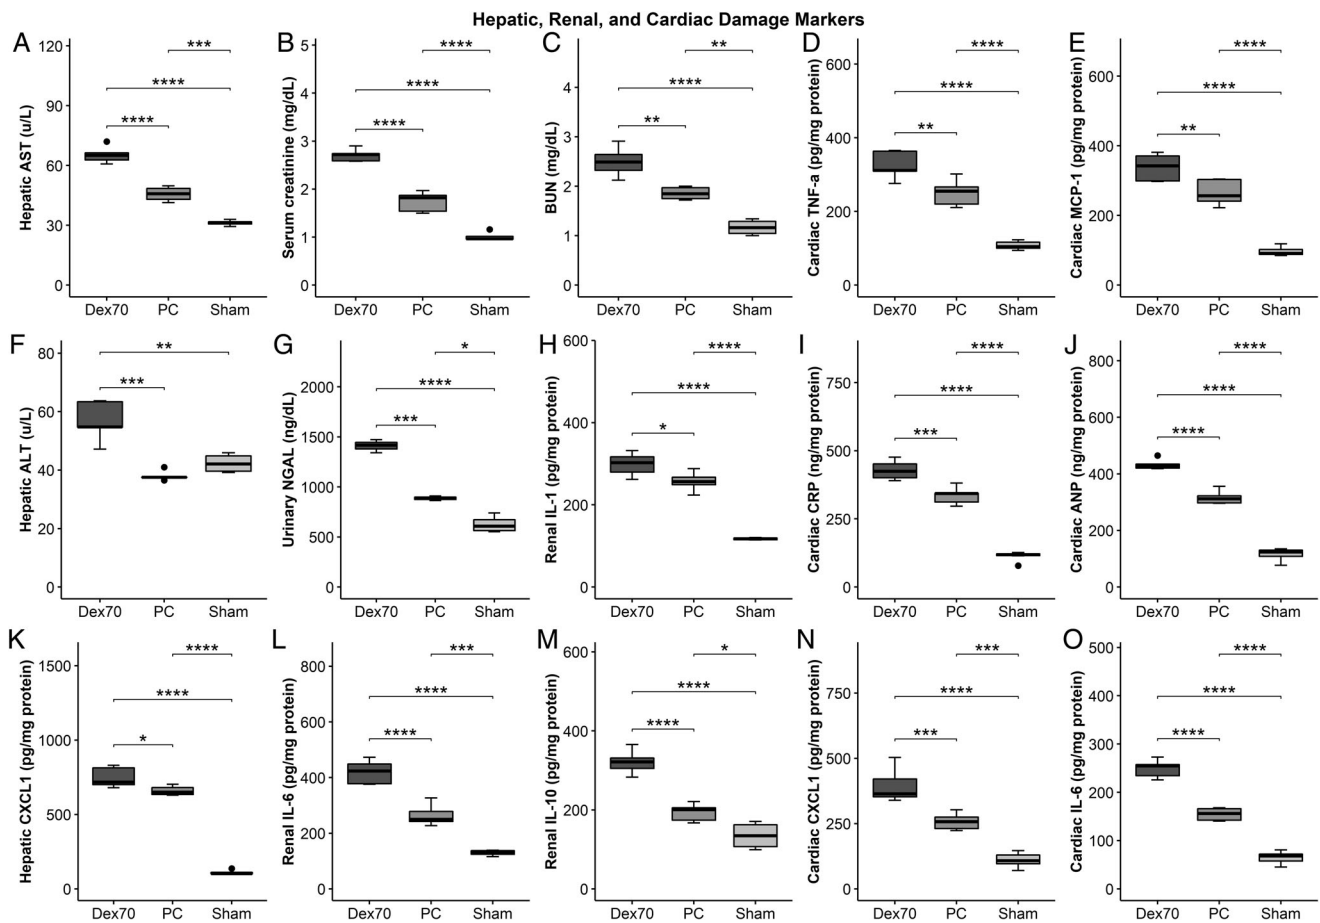 Hepatic, Renal, and Cardiac Damage Markers
A
Hepatic AST (u/L)
120
90
60
30
0
***
****
****
Dex70 PC Sham
B
Serum creatinine (mg/dL)
5
4
3
2
1
0
****
****
****
Dex70 PC Sham
C
BUN (mg/dL)
4
3
2
1
0
**
****
**
Dex70 PC Sham
D
Cardiac TNF-a (pg/mg protein)
600
400
200
0
****
****
**
Dex70 PC Sham
E
Cardiac MCP-1 (pg/mg protein)
600
400
200
0
****
****
**
Dex70 PC Sham
F
Hepatic ALT (u/L)
80
60
40
20
0
**
***
Dex70 PC Sham
G
Urinary NGAL (ng/dL)
2000
1500
1000
500
0
*
****
***
Dex70 PC Sham
H
Renal IL-1 (pg/mg protein)
600
400
200
0
****
****
*
Dex70 PC Sham
I
Cardiac CRP (ng/mg protein)
750
500
250
0
****
****
***
Dex70 PC Sham
J
Cardiac ANP (ng/mg protein)
800
600
400
200
0
****
****
****
Dex70 PC Sham
K
Hepatic CXCL1 (pg/mg protein)
1500
1000
500
0
****
****
*
Dex70 PC Sham
L
Renal IL-6 (pg/mg protein)
800
600
400
200
0
***
****
****
Dex70 PC Sham
M
Renal IL-10 (pg/mg protein)
600
400
200
0
*
****
****
Dex70 PC Sham
N
Cardiac CXCL1 (pg/mg protein)
750
500
250
0
***
****
***
Dex70 PC Sham
O
Cardiac IL-6 (pg/mg protein)
500
400
300
200
100
0
****
****
****
Dex70 PC Sham